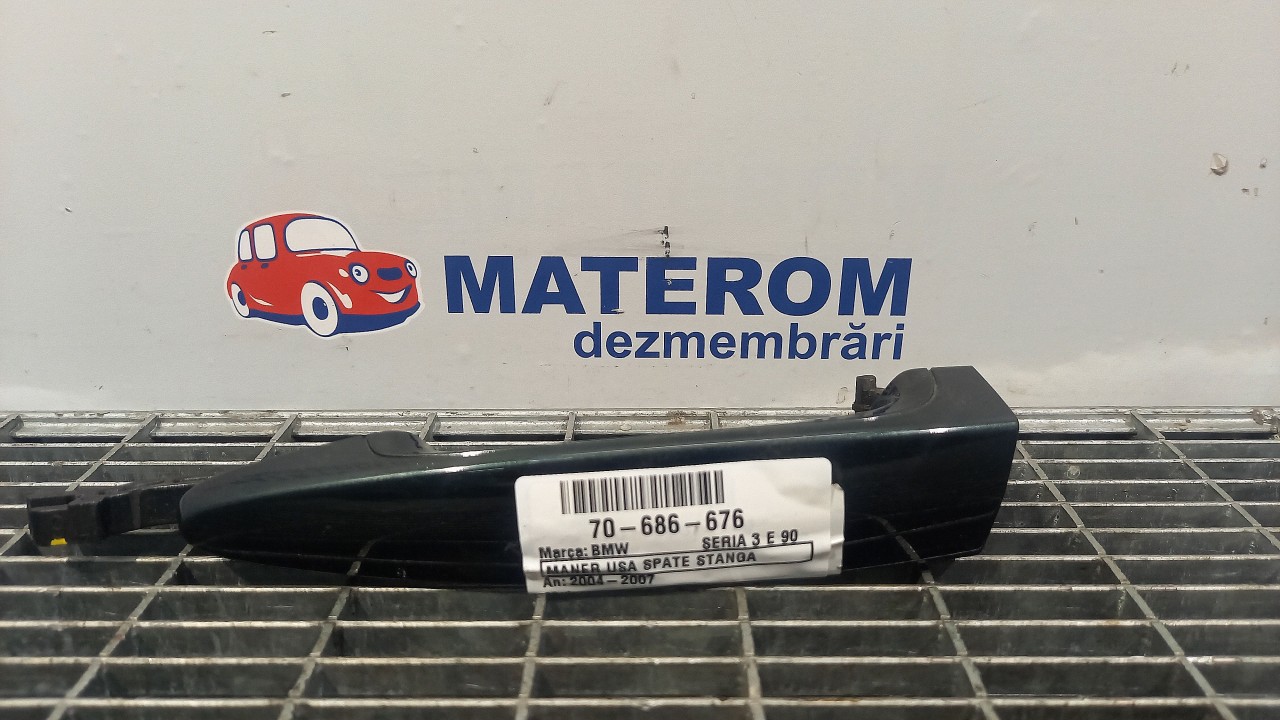 MATEROM
dezmembrări
70-686-676
Marca: BMW SERIA 3 E 90
MANER USA SPATE STANGA
An: 2004-2007